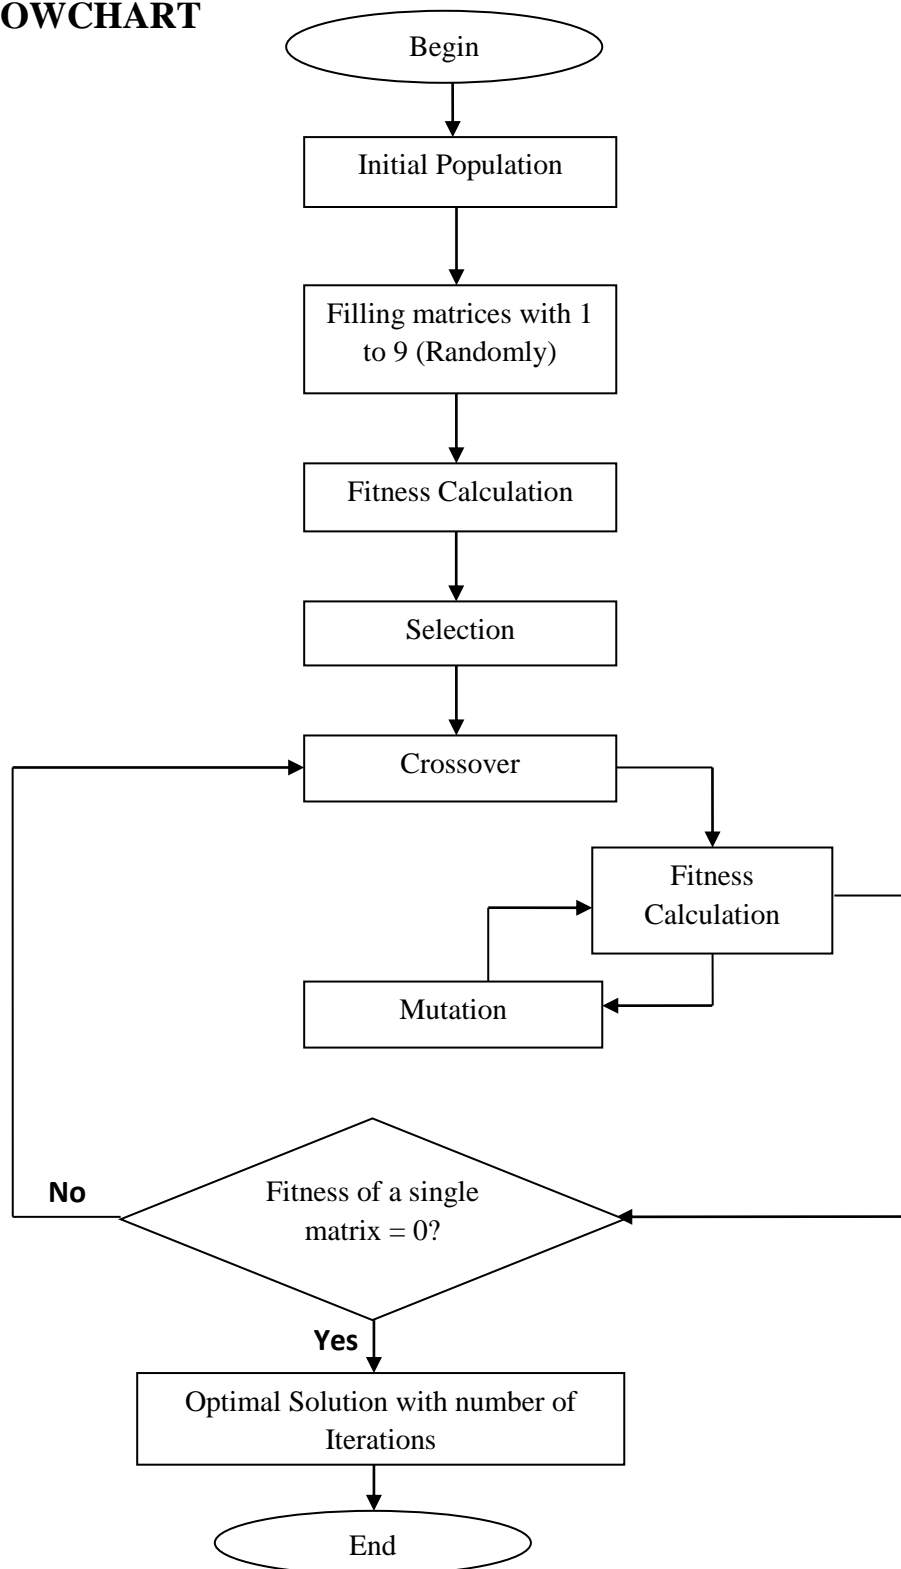 OWCHART
Begin
Initial Population
Filling matrices with 1
to 9 (Randomly)
Fitness Calculation
Selection
Crossover
Fitness
Calculation
Mutation
No
Fitness of a single
matrix = 0?
Yes
Optimal Solution with number of
Iterations
End